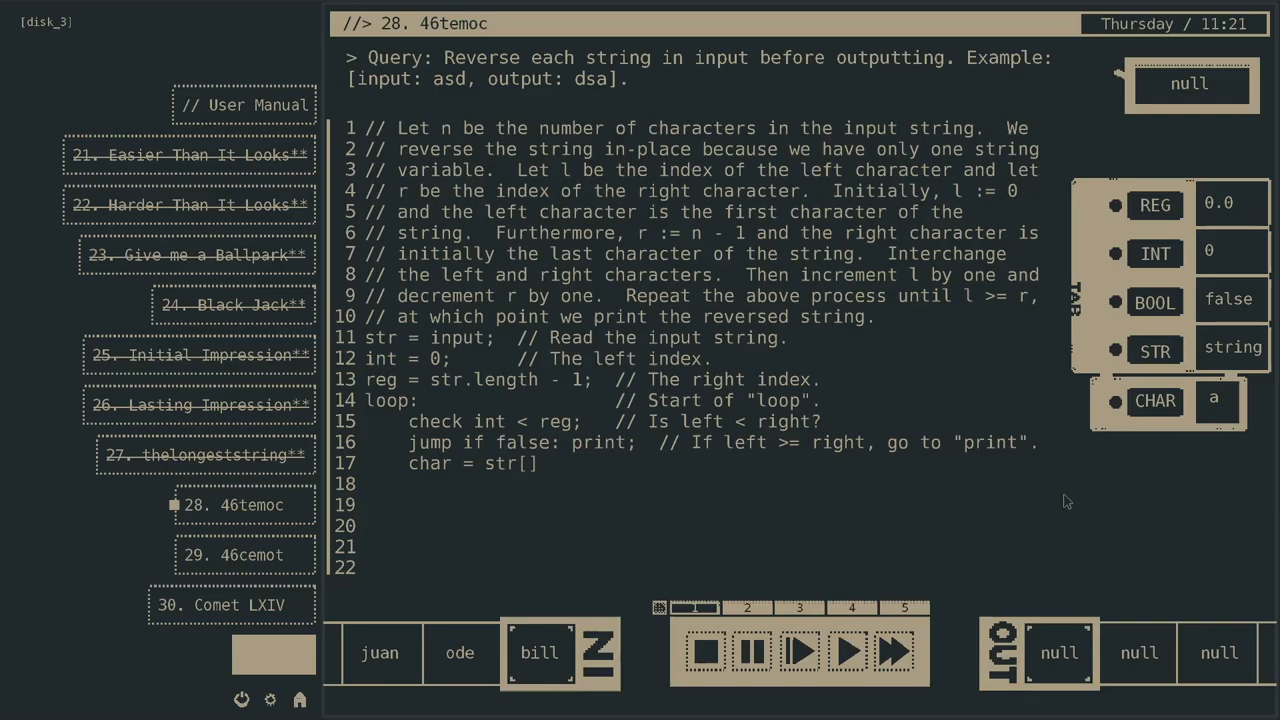 [disk_3]
//> 28. 46temoc
Thursday / 11:21
> Query: Reverse each string in input before outputting. Example:
[input: asd, output: dsa].
null
// User Manual
21. Easier Than It Looks**
22. Harder Than It Looks**
23. Give me a Ballpark**
24. Black Jack**
25. Initial Impression**
26. Lasting Impression**
27. thelongeststring**
28. 46temoc
29. 46cemot
30. Comet LXIV
1 // Let n be the number of characters in the input string.  We
2 // reverse the string in-place because we have only one string
3 // variable.  Let l be the index of the left character and let
4 // r be the index of the right character.  Initially, l := 0
5 // and the left character is the first character of the
6 // string.  Furthermore, r := n - 1 and the right character is
7 // initially the last character of the string.  Interchange
8 // the left and right characters.  Then increment l by one and
9 // decrement r by one.  Repeat the above process until l >= r,
10 // at which point we print the reversed string.
11 str = input;  // Read the input string.
12 int = 0;      // The left index.
13 reg = str.length - 1;  // The right index.
14 loop:                  // Start of "loop".
15     check int < reg;   // Is left < right?
16     jump if false: print;  // If left >= right, go to "print".
17     char = str[]
18
19
20
21
22
REG 0.0
INT 0
BOOL false
STR string
CHAR a
1 2 3 4 5
juan ode bill IN
OUT null null null